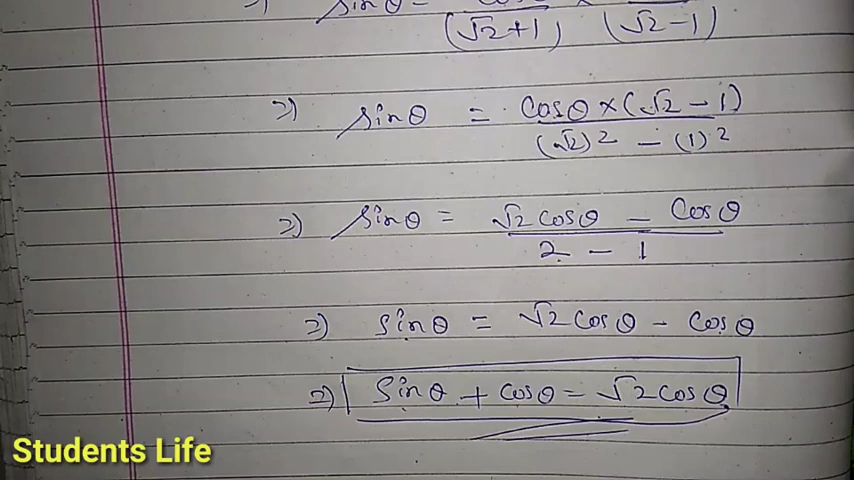 sinθ =
(√2+1) (√2-1)
⇒) sinθ = cosθ × (√2 - 1)
(√2)² - (1)²
⇒) sinθ = √2 cosθ - cosθ
2 - 1
⇒) sinθ = √2 cosθ - cosθ
⇒) sinθ + cosθ = √2 cosθ
Students Life